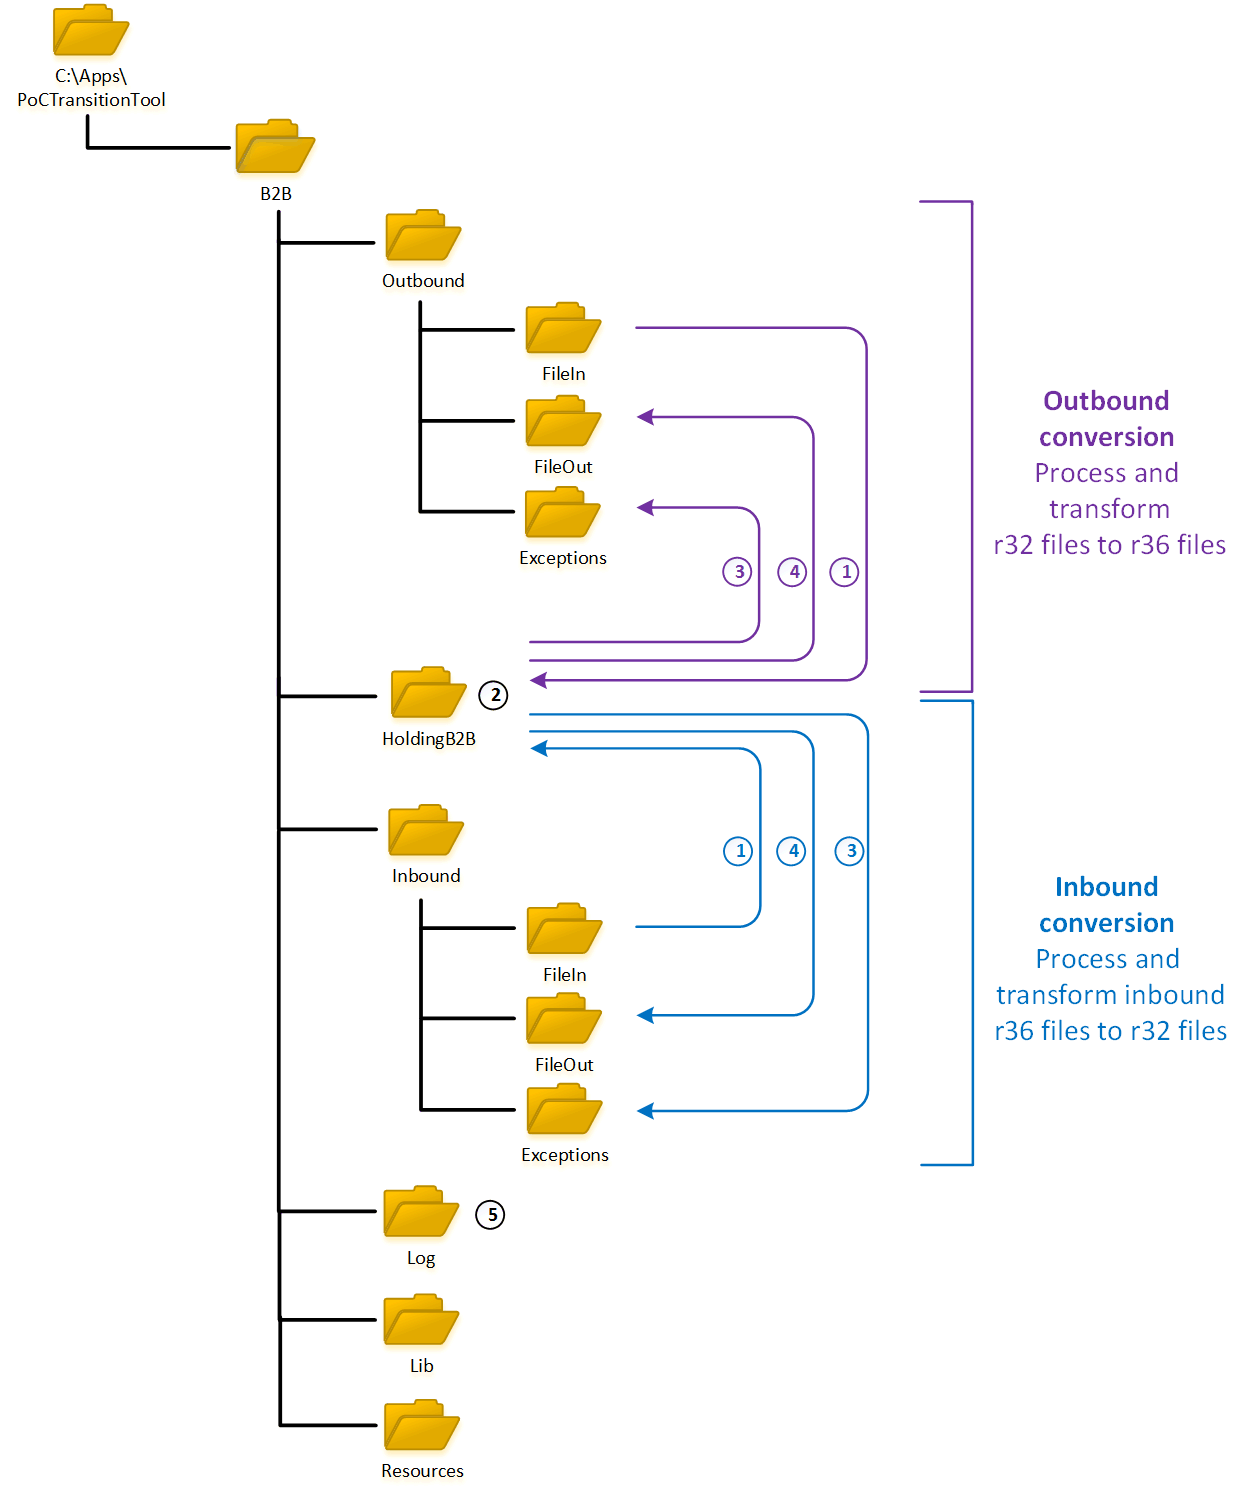 C:\Apps\
PoCTransitionTool
B2B
Outbound
FileIn
FileOut
Exceptions
3
4
1
Outbound
conversion
Process and
transform
r32 files to r36 files
HoldingB2B
2
Inbound
1
4
3
FileIn
FileOut
Exceptions
Inbound
conversion
Process and
transform inbound
r36 files to r32 files
Log
5
Lib
Resources